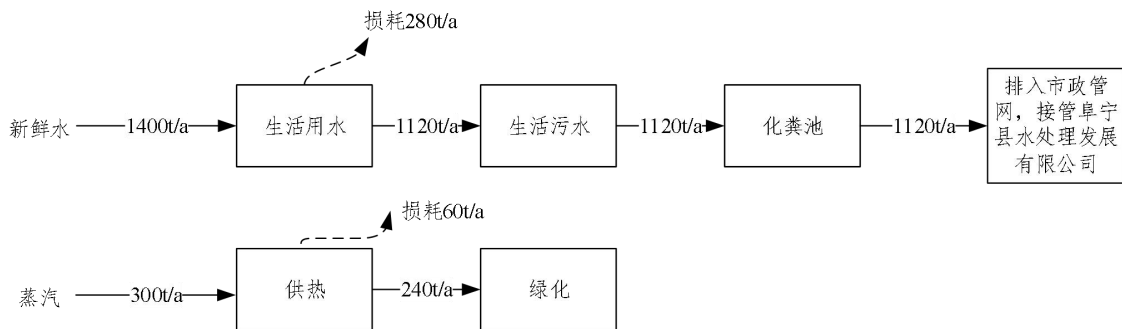 损耗280t/a
新鲜水
1400t/a
生活用水
1120t/a
生活污水
1120t/a
化粪池
1120t/a
排入市政管
网，接管阜宁
县水处理发展
有限公司
损耗60t/a
蒸汽
300t/a
供热
240t/a
绿化